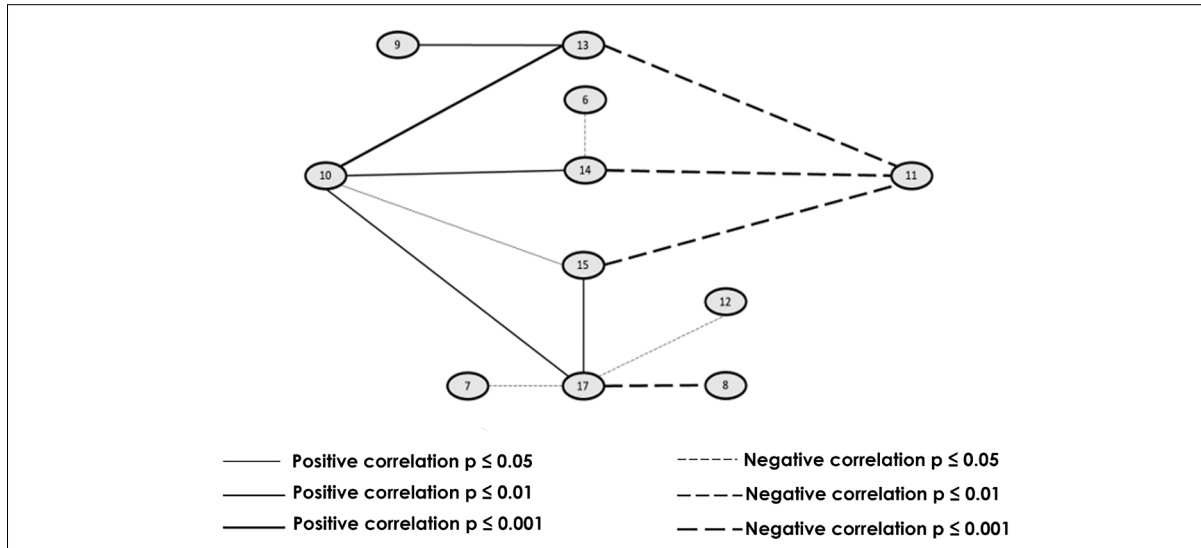 9 13
6
10 14 11
15
12
7 17 8
Positive correlation p ≤ 0.05 Negative correlation p ≤ 0.05
Positive correlation p ≤ 0.01 Negative correlation p ≤ 0.01
Positive correlation p ≤ 0.001 Negative correlation p ≤ 0.001